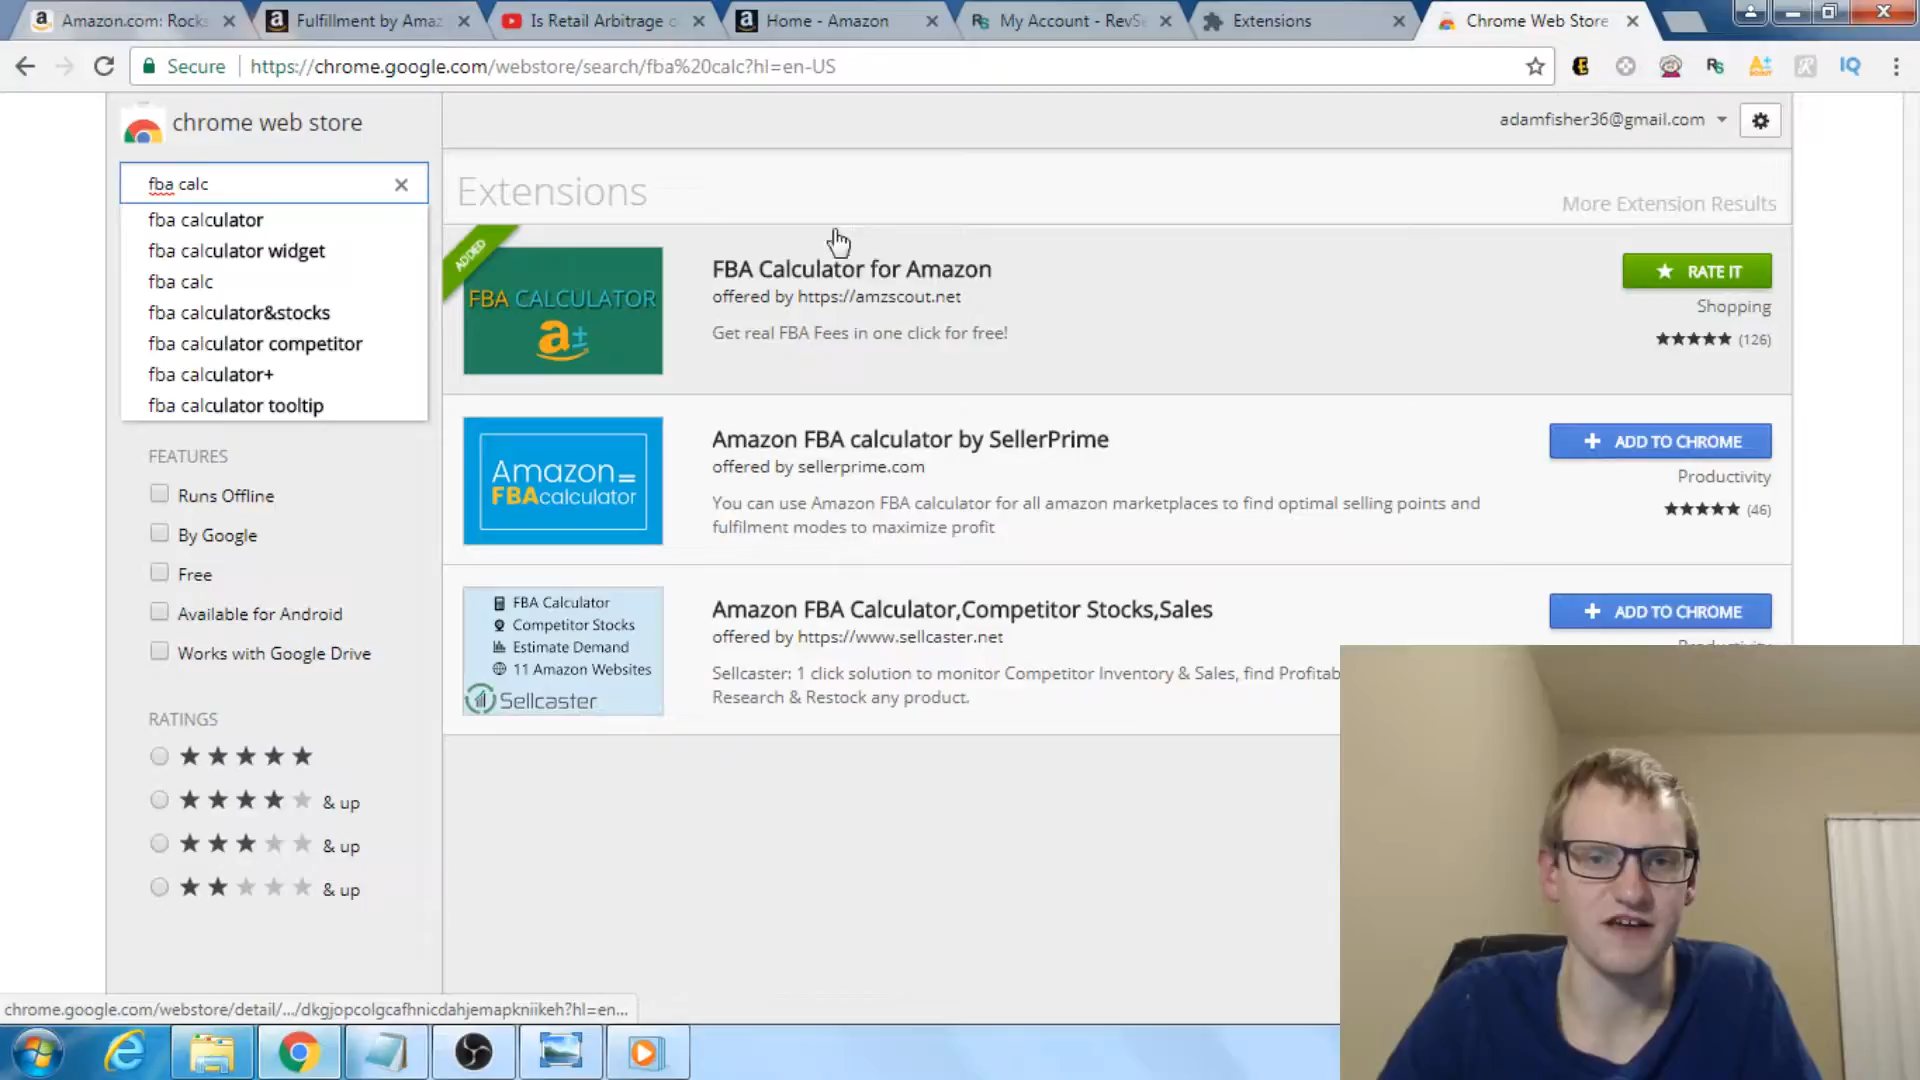 Amazon.com: Rocks
Fulfillment by Amaz
Is Retail Arbitrage
Home - Amazon
My Account - RevSe
Extensions
Chrome Web Store
Secure
https://chrome.google.com/webstore/search/fba%20calc?hl=en-US
IQ
chrome web store
adamfisher36@gmail.com
fba calc
fba calculator
fba calculator widget
fba calc
fba calculator&stocks
fba calculator competitor
fba calculator+
fba calculator tooltip
FEATURES
Runs Offline
By Google
Free
Available for Android
Works with Google Drive
RATINGS
& up
& up
& up
Extensions
More Extension Results
ADDED
FBA CALCULATOR
a±
FBA Calculator for Amazon
offered by https://amzscout.net
Get real FBA Fees in one click for free!
RATE IT
Shopping
(126)
Amazon
FBAcalculator
Amazon FBA calculator by SellerPrime
offered by sellerprime.com
You can use Amazon FBA calculator for all amazon marketplaces to find optimal selling points and
fulfilment modes to maximize profit
ADD TO CHROME
Productivity
(46)
FBA Calculator
Competitor Stocks
Estimate Demand
11 Amazon Websites
Sellcaster
Amazon FBA Calculator,Competitor Stocks,Sales
offered by https://www.sellcaster.net
Sellcaster: 1 click solution to monitor Competitor Inventory & Sales, find Profitab
Research & Restock any product.
ADD TO CHROME
chrome.google.com/webstore/detail/.../dkgjopcolgcafhnicdahjemapkniikeh?hl=en...